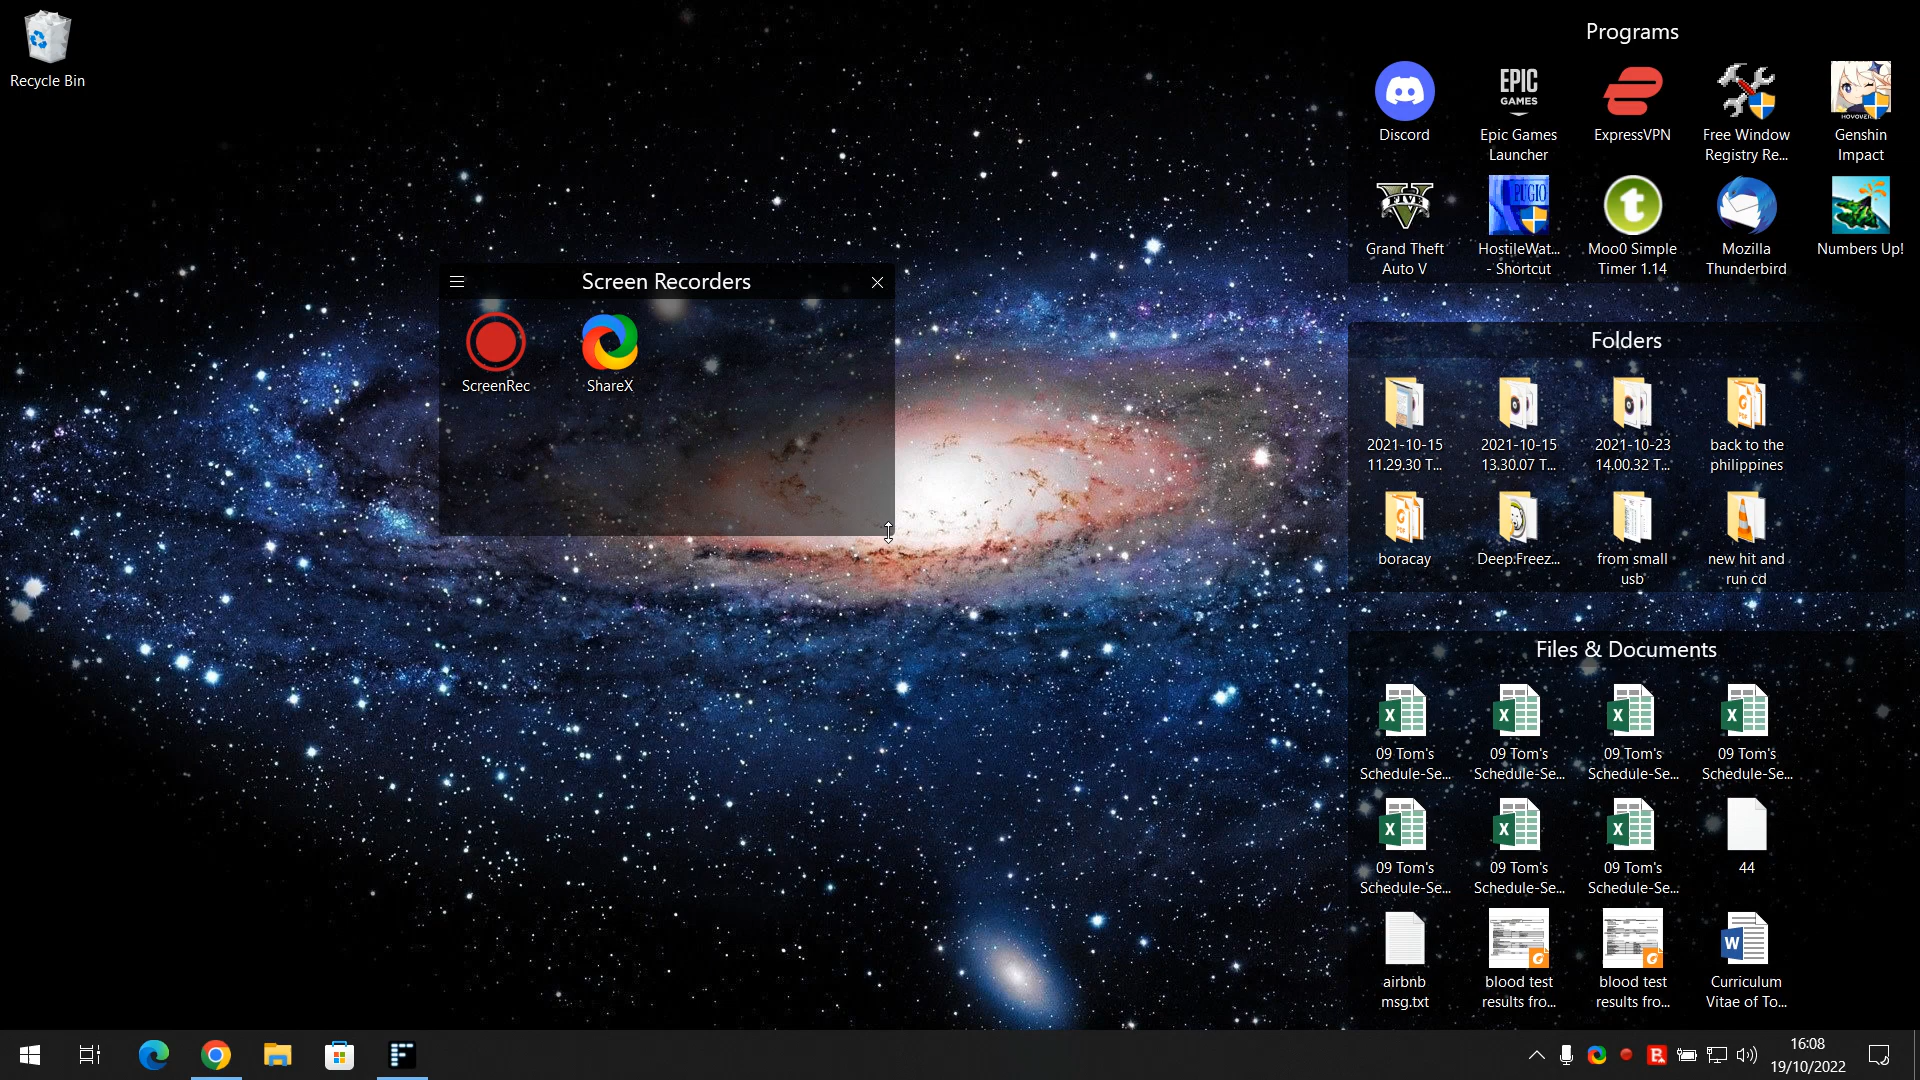 Recycle Bin
Programs
Discord
Epic Games
Launcher
ExpressVPN
Free Window
Registry Re...
Genshin
Impact
EPIC
GAMES
Grand Theft
Auto V
HostileWat...
- Shortcut
Moo0 Simple
Timer 1.14
Mozilla
Thunderbird
Numbers Up!
FIVE
PUGIO
Screen Recorders
ScreenRec
ShareX
Folders
2021-10-15
11.29.30 T...
2021-10-15
13.30.07 T...
2021-10-23
14.00.32 T...
back to the
philippines
boracay
Deep.Freez...
from small
usb
new hit and
run cd
Files & Documents
09 Tom's
Schedule-Se...
09 Tom's
Schedule-Se...
09 Tom's
Schedule-Se...
09 Tom's
Schedule-Se...
09 Tom's
Schedule-Se...
09 Tom's
Schedule-Se...
09 Tom's
Schedule-Se...
44
airbnb
msg.txt
blood test
results fro...
blood test
results fro...
Curriculum
Vitae of To...
16:08
19/10/2022